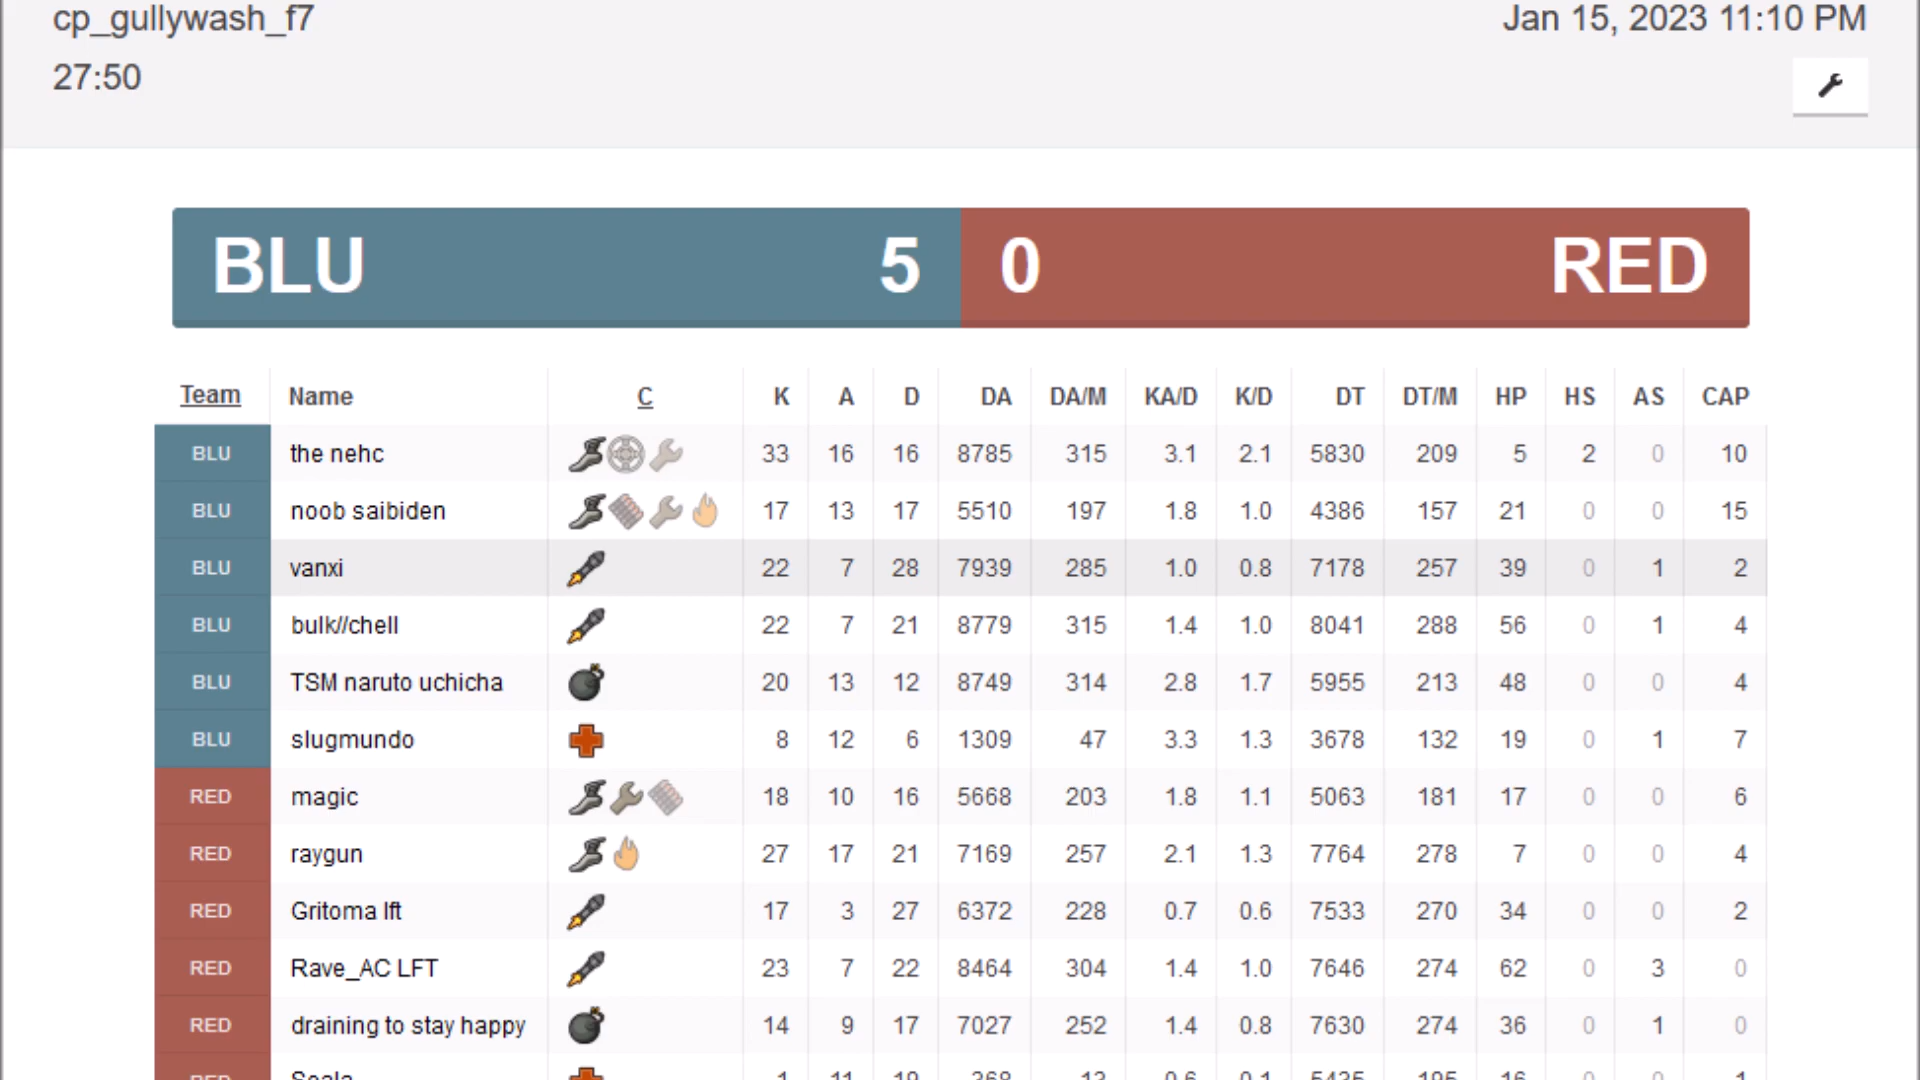 cp_gullywash_f7 Jan 15, 2023 11:10 PM
27:50
BLU 5 0 RED
Team Name C K A D DA DA/M KA/D K/D DT DT/M HP HS AS CAP
BLU the nehc 33 16 16 8785 315 3.1 2.1 5830 209 5 2 0 10
BLU noob saibiden 17 13 17 5510 197 1.8 1.0 4386 157 21 0 0 15
BLU vanxi 22 7 28 7939 285 1.0 0.8 7178 257 39 0 1 2
BLU bulk//chell 22 7 21 8779 315 1.4 1.0 8041 288 56 0 1 4
BLU TSM naruto uchicha 20 13 12 8749 314 2.8 1.7 5955 213 48 0 0 4
BLU slugmundo 8 12 6 1309 47 3.3 1.3 3678 132 19 0 1 7
RED magic 18 10 16 5668 203 1.8 1.1 5063 181 17 0 0 6
RED raygun 27 17 21 7169 257 2.1 1.3 7764 278 7 0 0 4
RED Gritoma lft 17 3 27 6372 228 0.7 0.6 7533 270 34 0 0 2
RED Rave_AC LFT 23 7 22 8464 304 1.4 1.0 7646 274 62 0 3 0
RED draining to stay happy 14 9 17 7027 252 1.4 0.8 7630 274 36 0 1 0
RED 1 11 19 368 13 0.6 0.1 5435 195 16 0 0 1